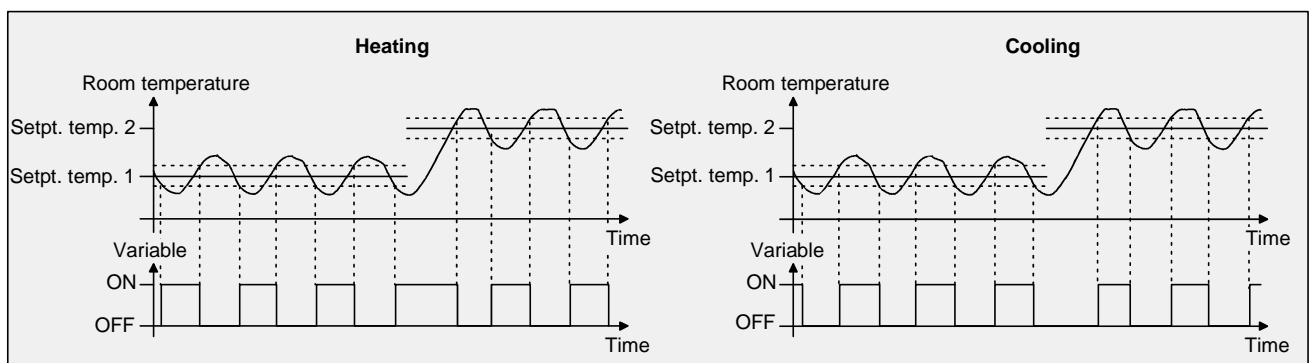 Heating
Room temperature
Setpt. temp. 2
Setpt. temp. 1
Time
Variable
ON
OFF
Time
Cooling
Room temperature
Setpt. temp. 2
Setpt. temp. 1
Time
Variable
ON
OFF
Time